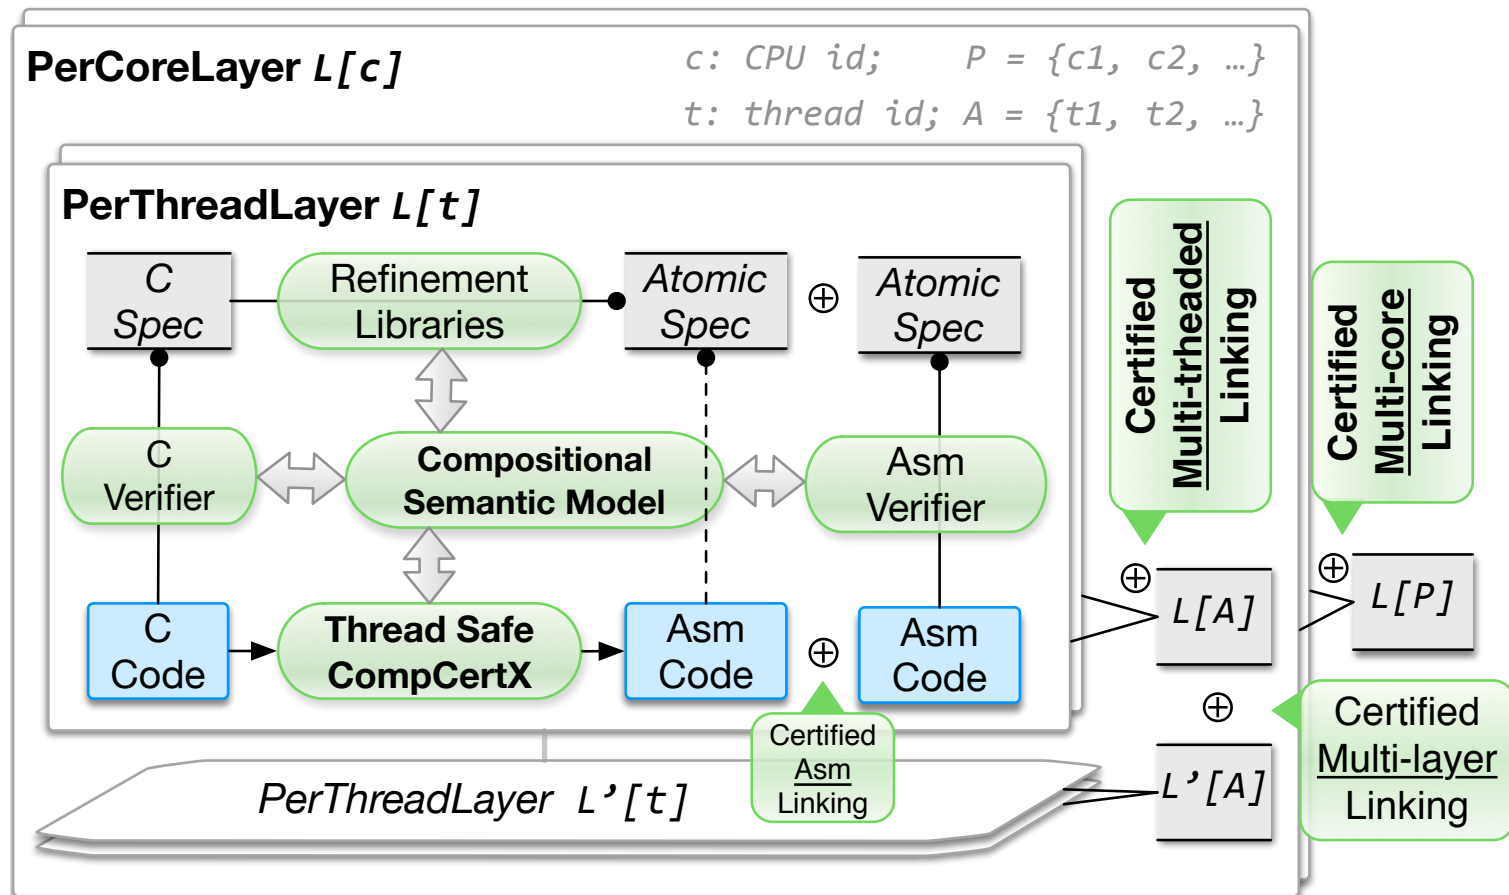 PerCoreLayer L[c]
c: CPU id; P = {c1, c2, …}
t: thread id; A = {t1, t2, …}
PerThreadLayer L[t]
C
Spec
Refinement
Libraries
Atomic
Spec
⊕
Atomic
Spec
C
Verifier
Compositional
Semantic Model
Asm
Verifier
C
Code
Thread Safe
CompCertX
Asm
Code
⊕
Asm
Code
Certified
Asm
Linking
PerThreadLayer L’[t]
Certified
Multi-trheaded
Linking
Certified
Multi-core
Linking
⊕
L[A]
⊕
L[P]
⊕
L’[A]
Certified
Multi-layer
Linking